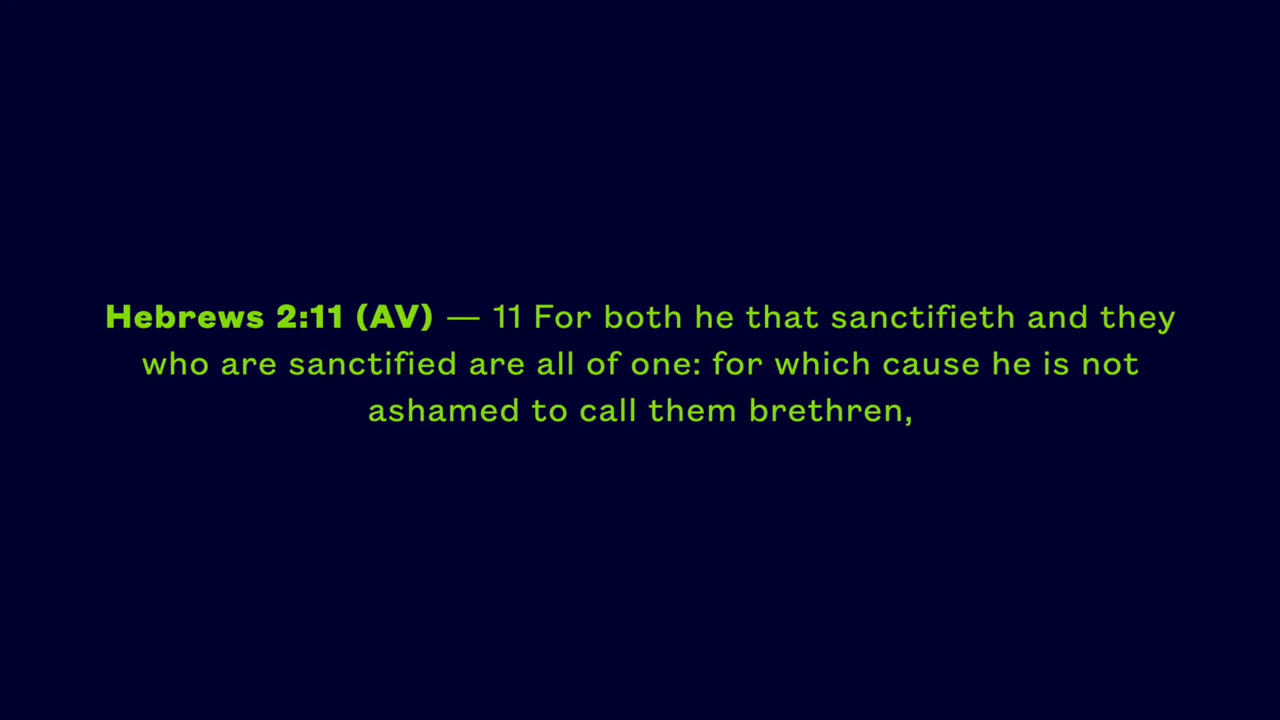 Hebrews 2:11 (AV) — 11 For both he that sanctifieth and they
who are sanctified are all of one: for which cause he is not
ashamed to call them brethren,